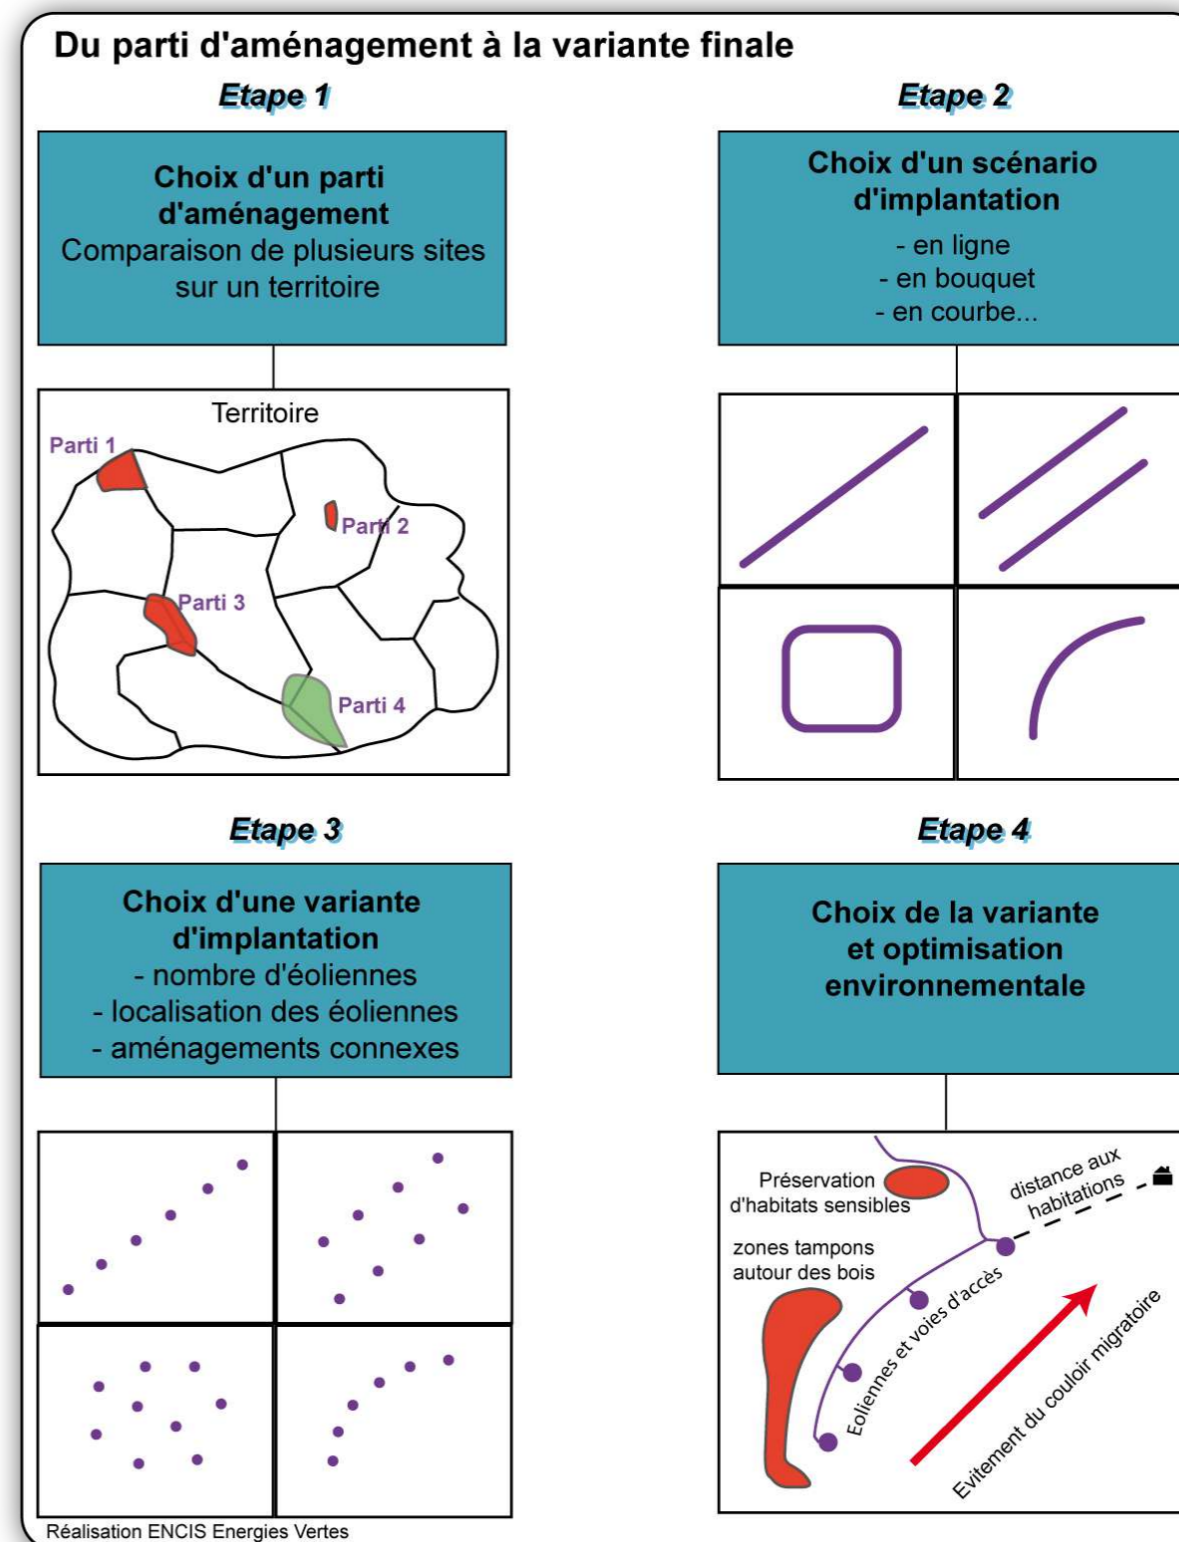 Du parti d'aménagement à la variante finale
Etape 1
Choix d'un parti
d'aménagement
Comparaison de plusieurs sites
sur un territoire
Territoire
Parti 1
Parti 2
Parti 3
Parti 4
Etape 2
Choix d'un scénario
d'implantation
- en ligne
- en bouquet
- en courbe...
Etape 3
Choix d'une variante
d'implantation
- nombre d'éoliennes
- localisation des éoliennes
- aménagements connexes
Etape 4
Choix de la variante
et optimisation
environnementale
Préservation
d'habitats sensibles
distance aux
habitations
zones tampons
autour des bois
Eoliennes et voies d'accès
Evitement du couloir migratoire
Réalisation ENCIS Energies Vertes